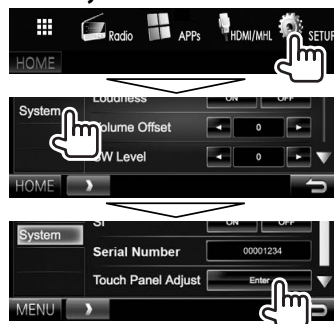 Radio APPs HDMI/MHL SETUP
HOME
Loudness ON OFF
System
Volume Offset 0
SW Level 0
HOME
SI ON OFF
System
Serial Number 00001234
Touch Panel Adjust Enter
MENU